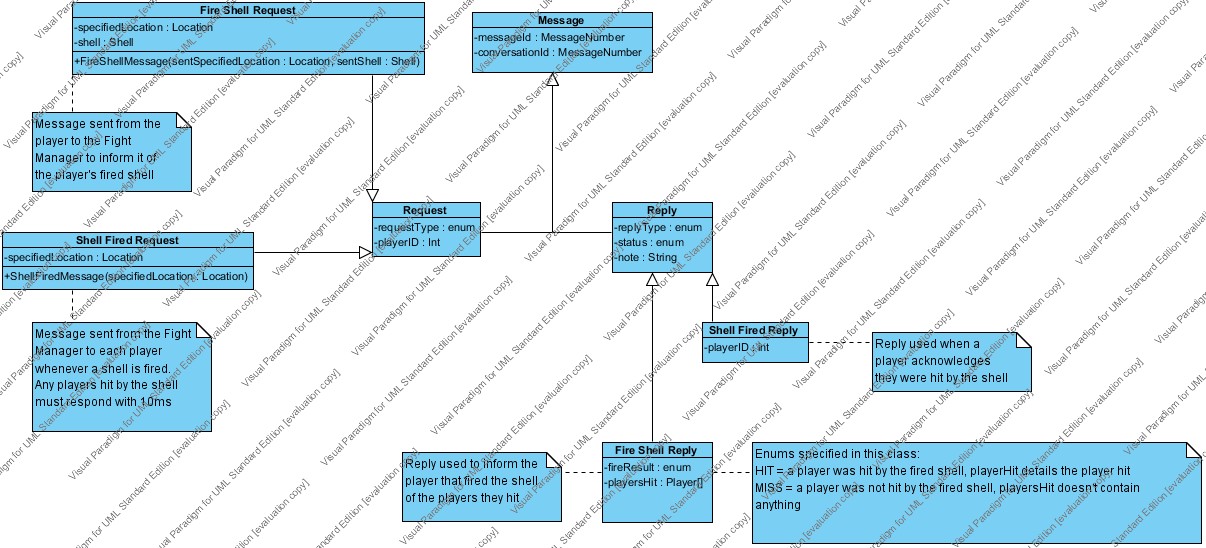 Fire Shell Request
-specifiedLocation : Location
-shell : Shell
+FireShellMessage(sentSpecifiedLocation : Location, sentShell : Shell)
Message
-messageId : MessageNumber
-conversationId : MessageNumber
Message sent from the
player to the Fight
Manager to inform it of
the player's fired shell
Request
-requestType : enum
-playerID : Int
Reply
-replyType : enum
-status : enum
-note : String
Shell Fired Request
-specifiedLocation : Location
+ShellFiredMessage(specifiedLocation : Location)
Message sent from the Fight
Manager to each player
whenever a shell is fired.
Any players hit by the shell
must respond with 10ms
Shell Fired Reply
-playerID : Int
Reply used when a
player acknowledges
they were hit by the shell
Reply used to inform the
player that fired the shell
of the players they hit
Fire Shell Reply
-fireResult : enum
-playersHit : Player[]
Enums specified in this class:
HIT = a player was hit by the fired shell, playerHit details the player hit
MISS = a player was not hit by the fired shell, playersHit doesn't contain
anything
Visual Paradigm for UML Standard Edition [evaluation copy]